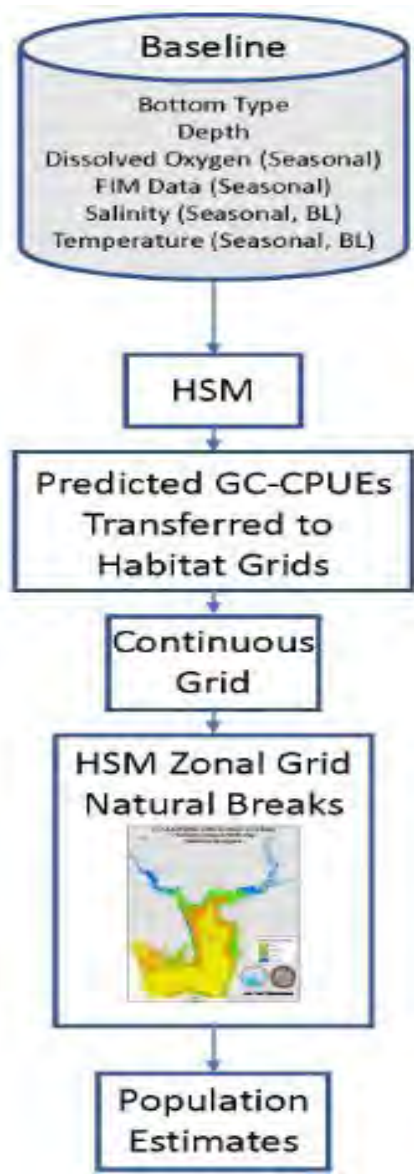 Baseline
Bottom Type
Depth
Dissolved Oxygen (Seasonal)
FIM Data (Seasonal)
Salinity (Seasonal, BL)
Temperature (Seasonal, BL)
HSM
Predicted GC-CPUEs
Transferred to
Habitat Grids
Continuous
Grid
HSM Zonal Grid
Natural Breaks
Population
Estimates